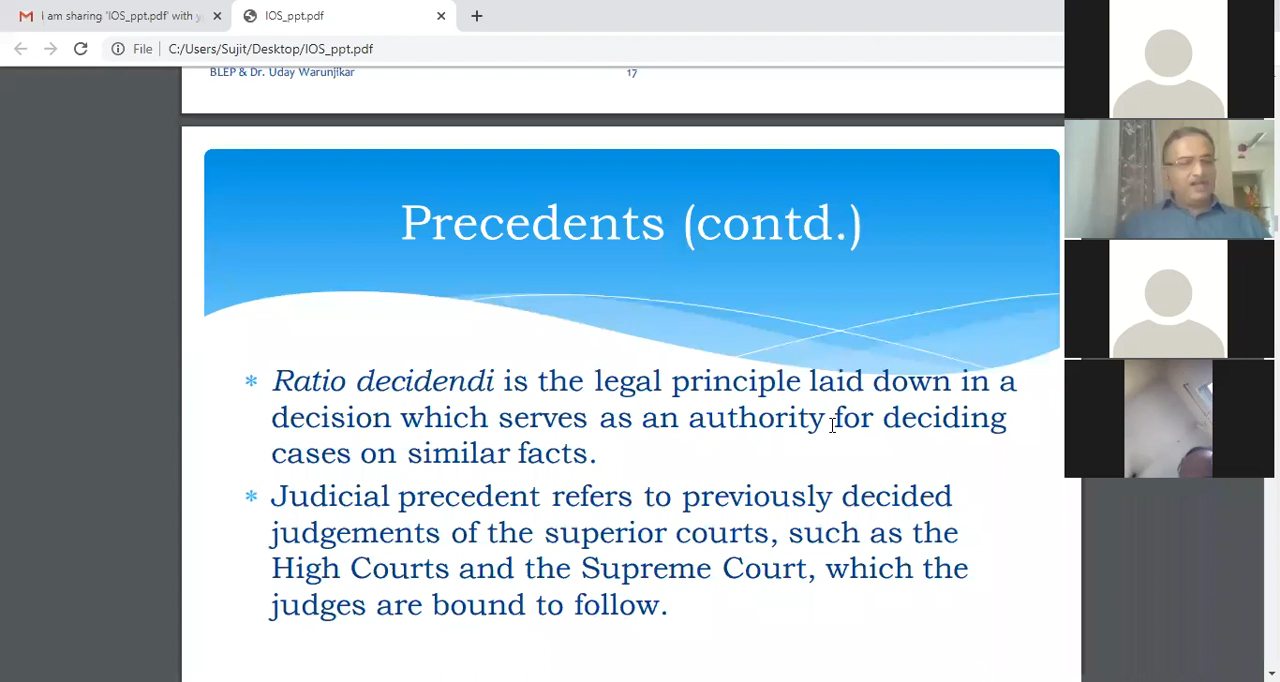 I am sharing 'IOS_ppt.pdf' with y
IOS_ppt.pdf
File
C:/Users/Sujit/Desktop/IOS_ppt.pdf
BLEP & Dr. Uday Warunjikar
17
Precedents (contd.)
* Ratio decidendi is the legal principle laid down in a
decision which serves as an authority for deciding
cases on similar facts.
* Judicial precedent refers to previously decided
judgements of the superior courts, such as the
High Courts and the Supreme Court, which the
judges are bound to follow.